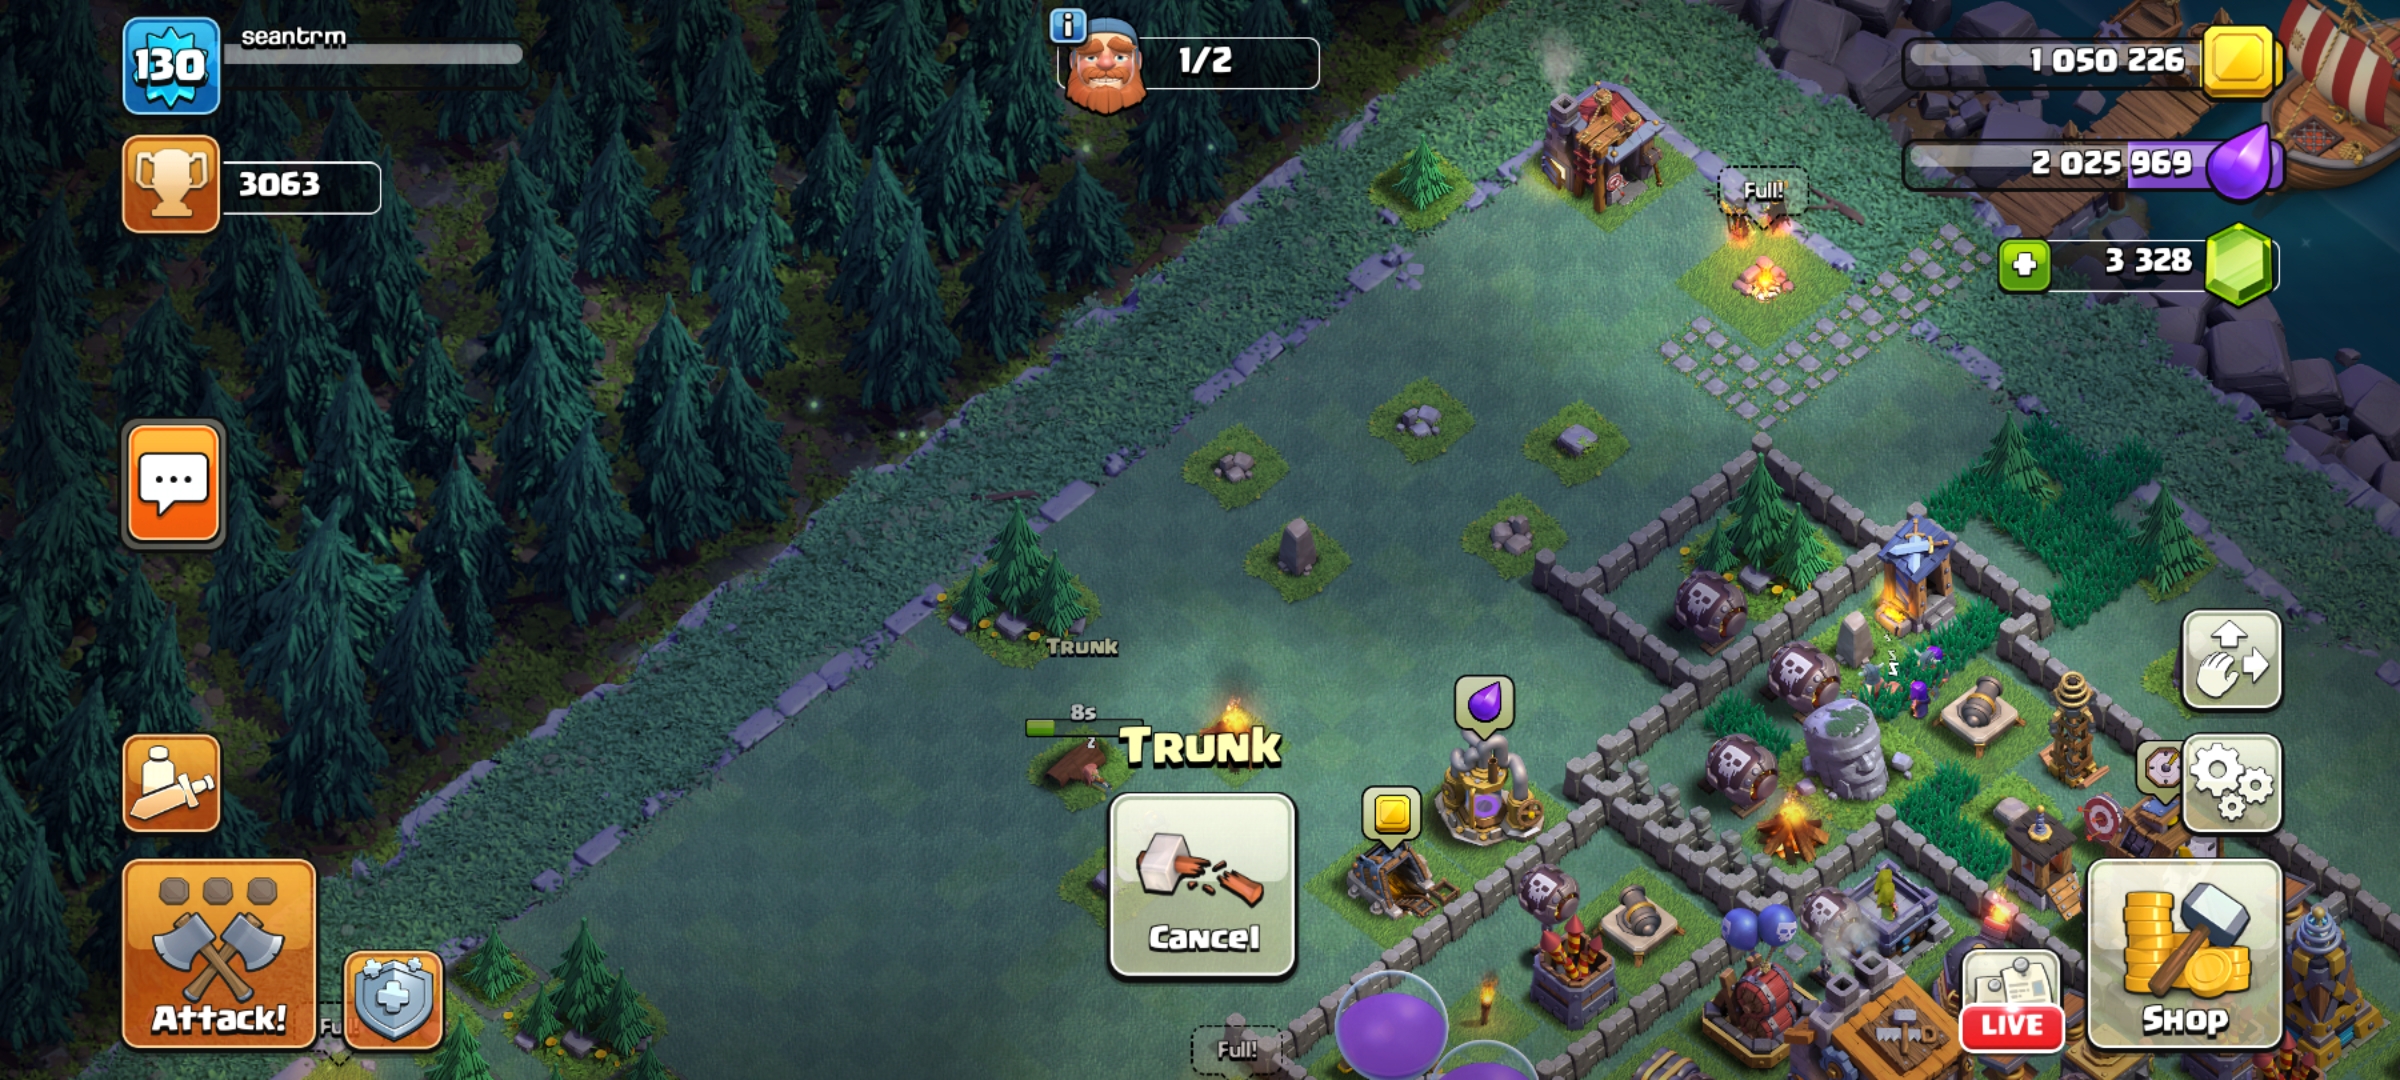 130
seantrm
1/2
1 050 226
3063
2 025 969
Full!
3 328
Trunk
8s
z
Trunk
Cancel
Attack!
Full!
Full!
LIVE
Shop